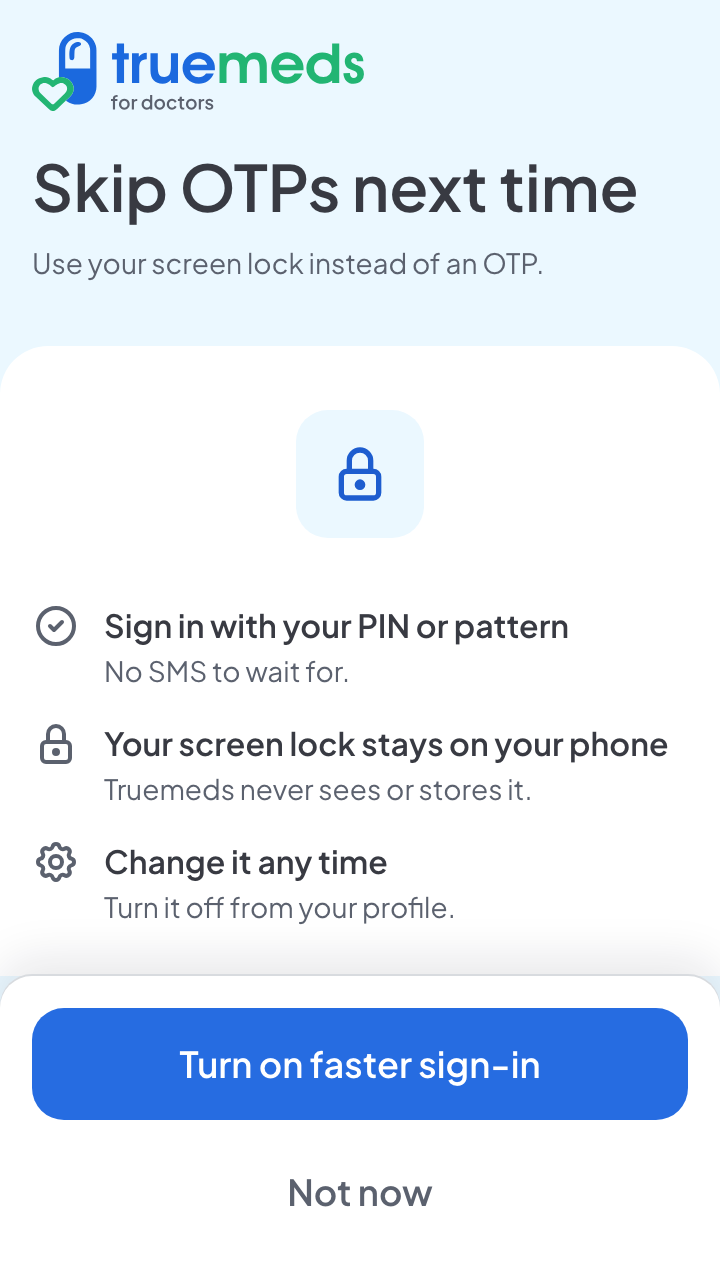 truemeds
for doctors
Skip OTPs next time
Use your screen lock instead of an OTP.
Sign in with your PIN or pattern
No SMS to wait for.
Your screen lock stays on your phone
Truemeds never sees or stores it.
Change it any time
Turn it off from your profile.
Turn on faster sign-in
Not now